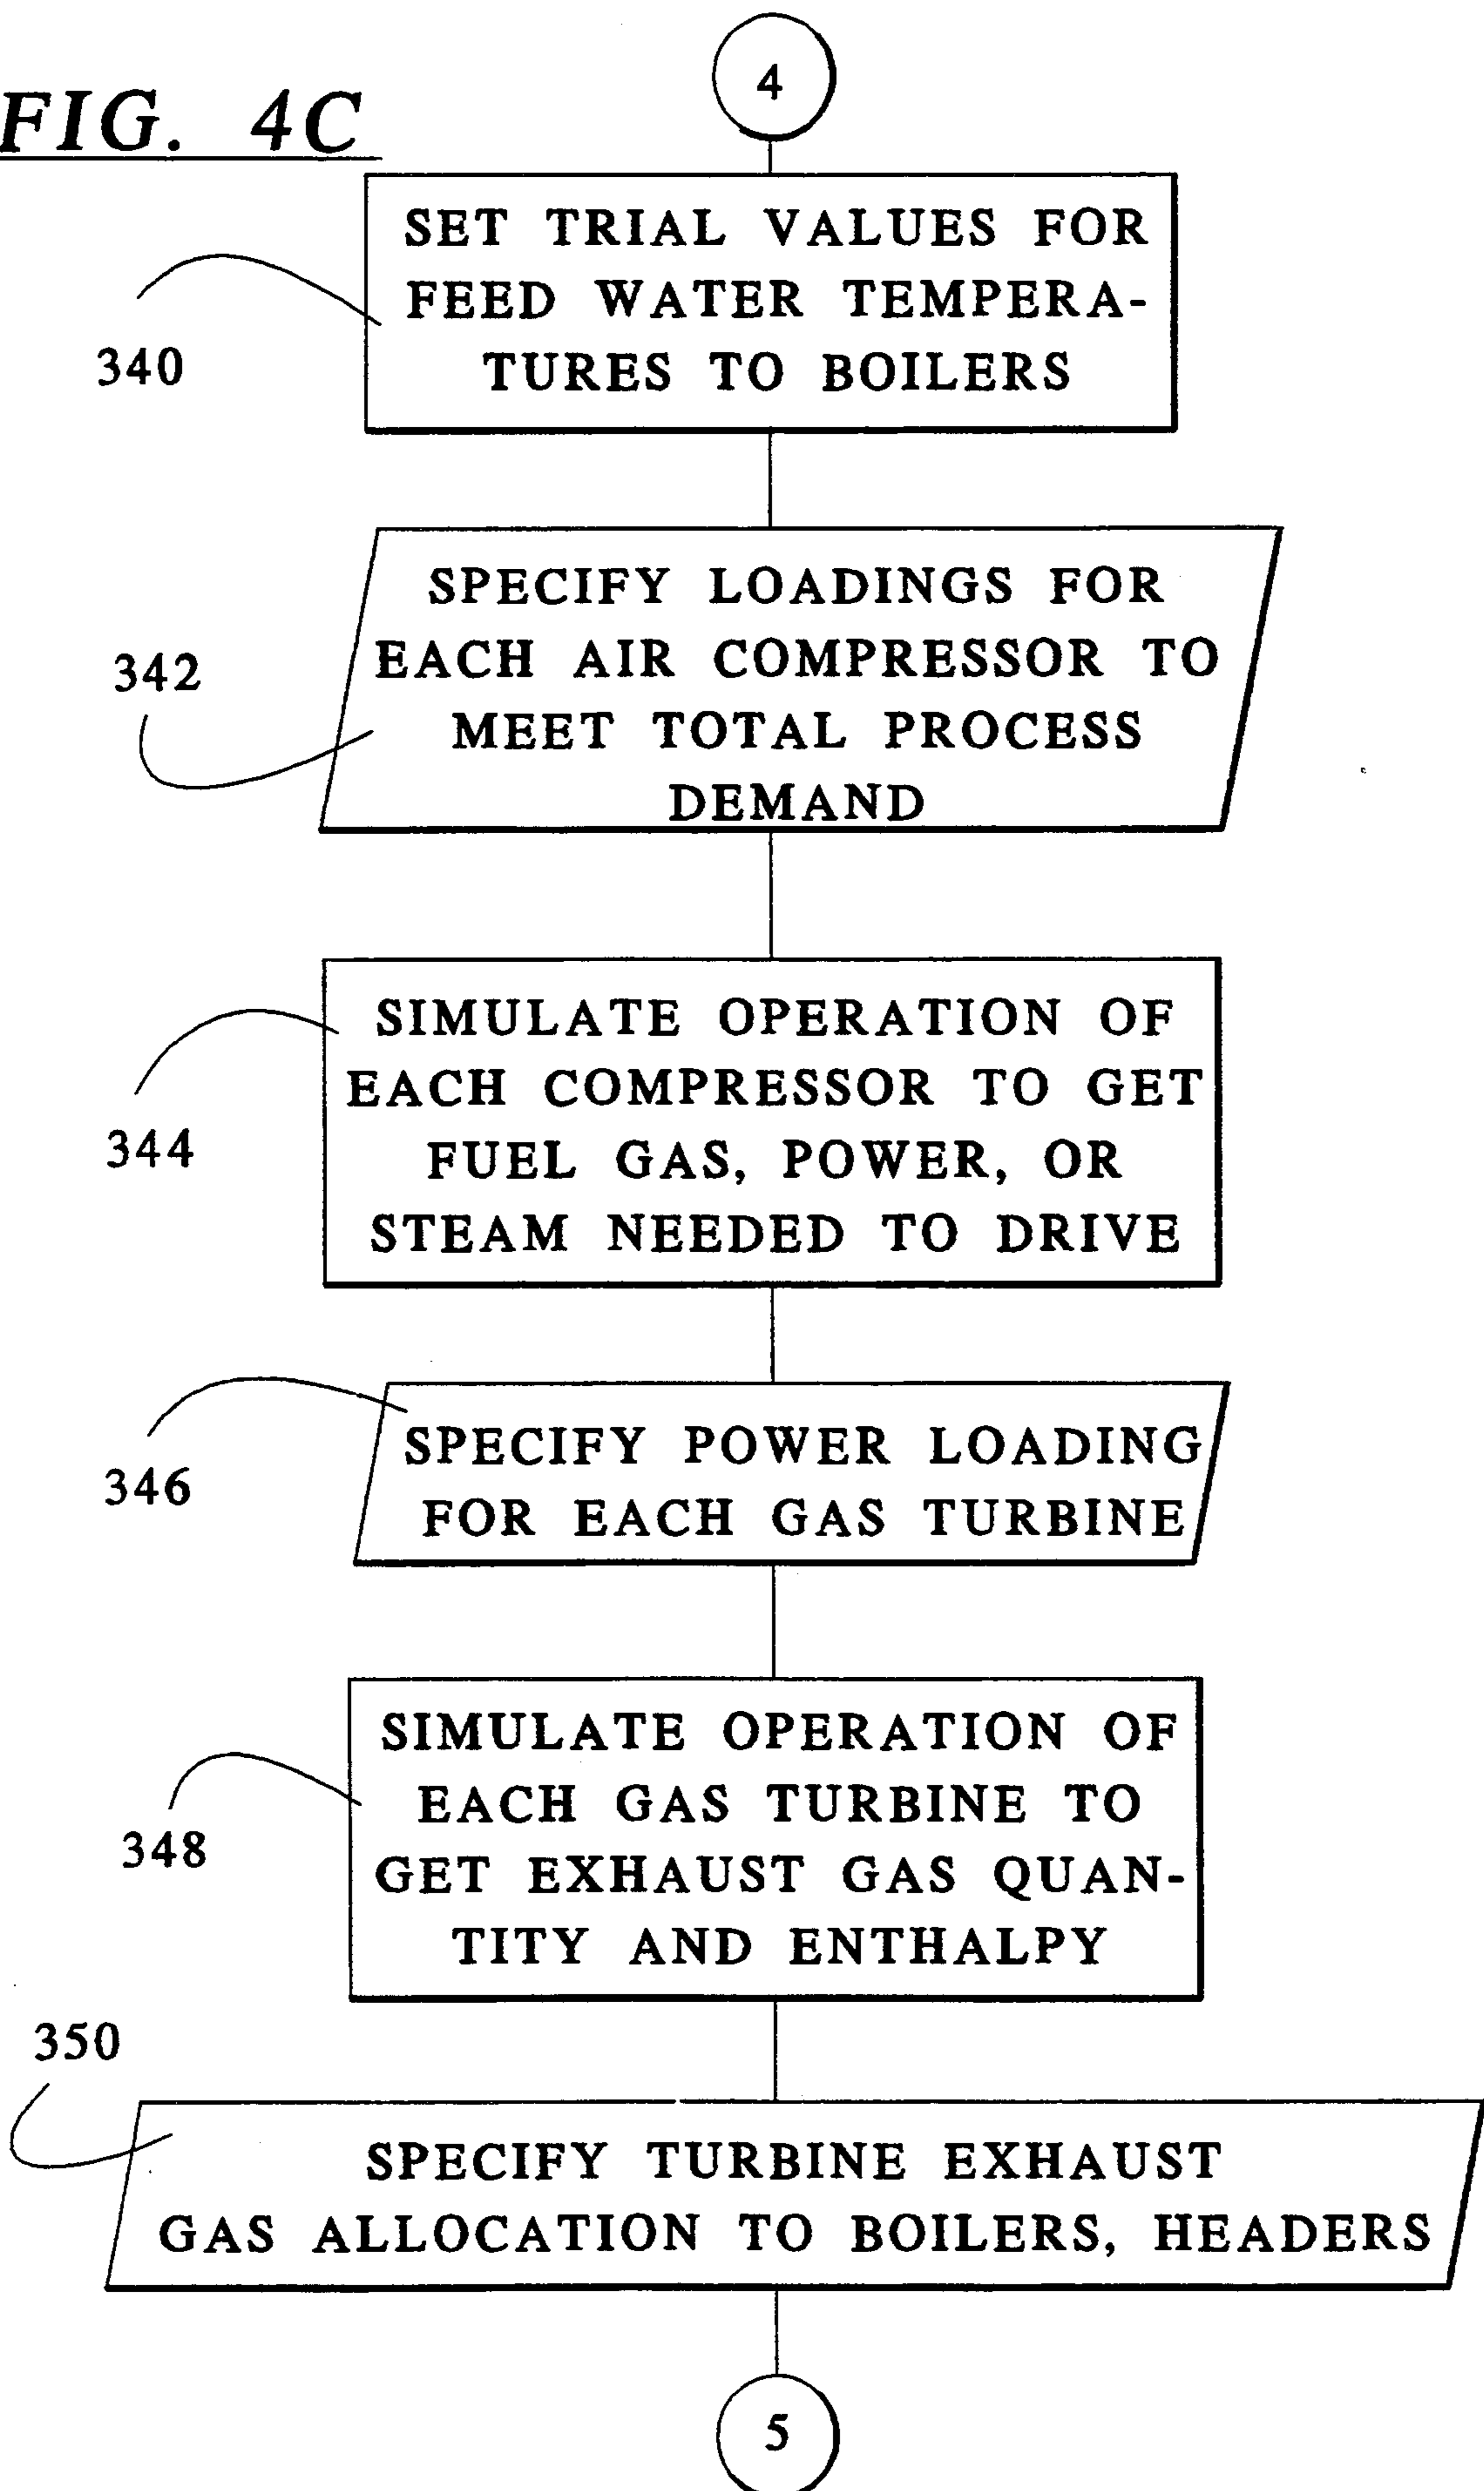 4
FIG. 4C
SET TRIAL VALUES FOR
FEED WATER TEMPERA-
TURES TO BOILERS
340
SPECIFY LOADINGS FOR
EACH AIR COMPRESSOR TO
MEET TOTAL PROCESS
DEMAND
342
SIMULATE OPERATION OF
EACH COMPRESSOR TO GET
FUEL GAS, POWER, OR
STEAM NEEDED TO DRIVE
344
SPECIFY POWER LOADING
FOR EACH GAS TURBINE
346
SIMULATE OPERATION OF
EACH GAS TURBINE TO
GET EXHAUST GAS QUAN-
TITY AND ENTHALPY
348
350
SPECIFY TURBINE EXHAUST
GAS ALLOCATION TO BOILERS, HEADERS
5